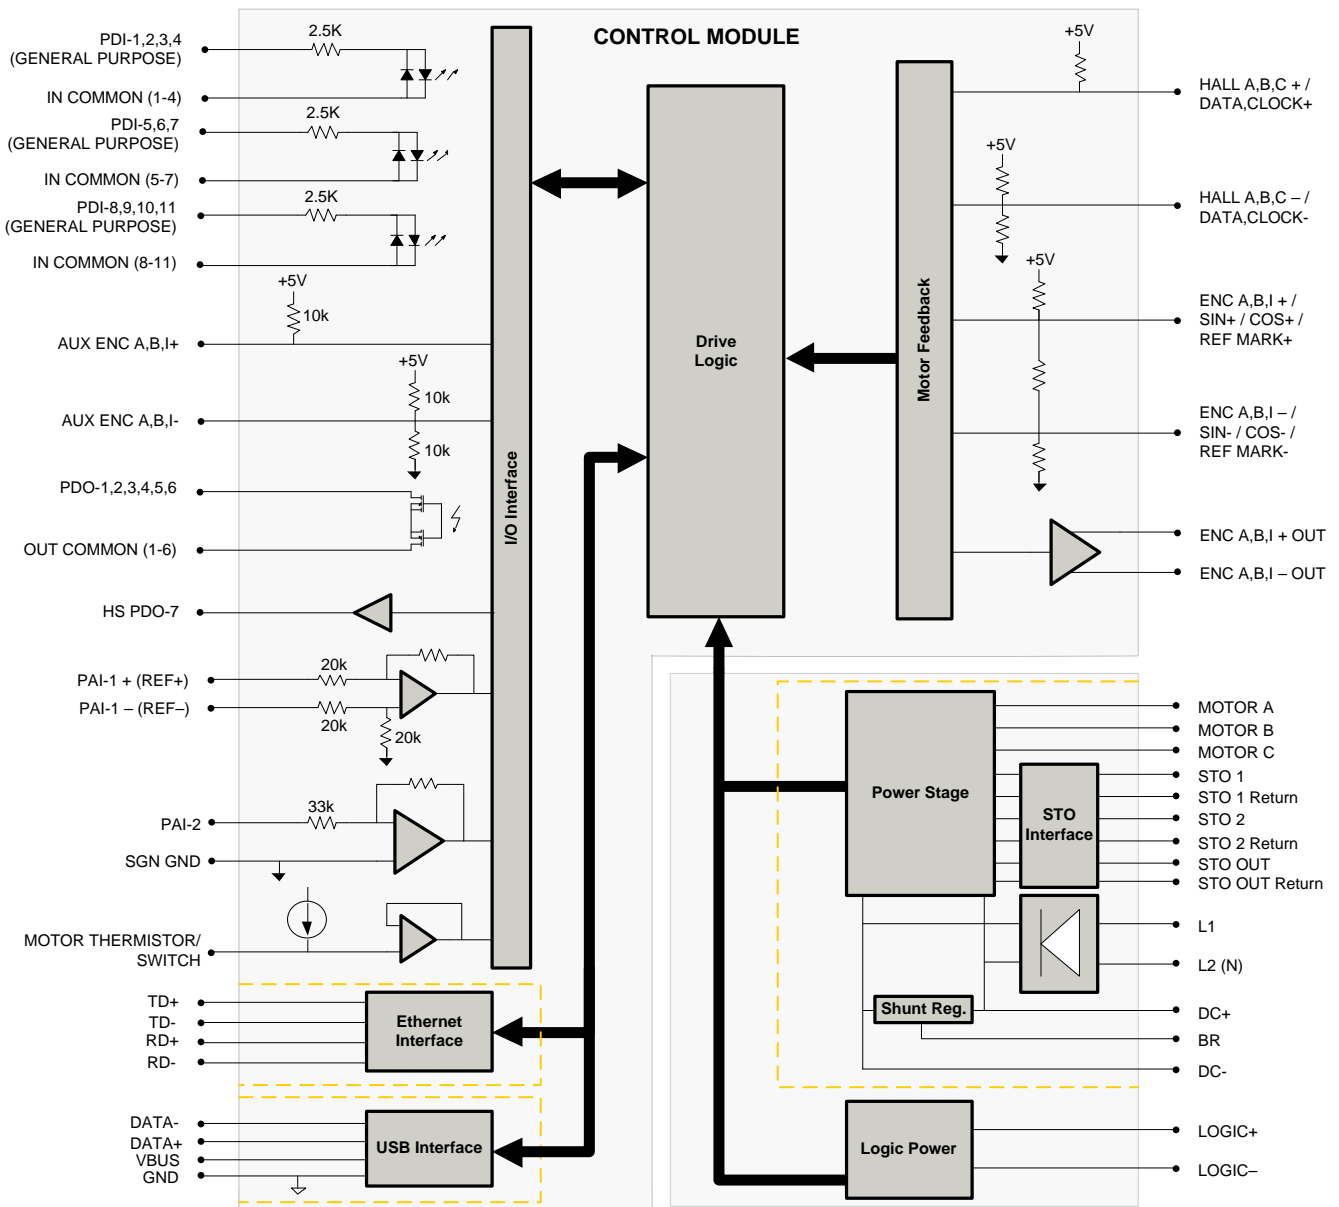 CONTROL MODULE
PDI-1,2,3,4
(GENERAL PURPOSE)
2.5K
IN COMMON (1-4)
PDI-5,6,7
(GENERAL PURPOSE)
2.5K
IN COMMON (5-7)
PDI-8,9,10,11
(GENERAL PURPOSE)
2.5K
IN COMMON (8-11)
+5V
10k
AUX ENC A,B,I+
+5V
10k
AUX ENC A,B,I-
10k
PDO-1,2,3,4,5,6
OUT COMMON (1-6)
HS PDO-7
PAI-1 + (REF+)
20k
PAI-1 – (REF–)
20k
20k
PAI-2
33k
SGN GND
MOTOR THERMISTOR/
SWITCH
I/O Interface
TD+
TD-
RD+
RD-
Ethernet
Interface
DATA-
DATA+
VBUS
GND
USB Interface
Drive
Logic
Motor Feedback
+5V
HALL A,B,C + /
DATA,CLOCK+
+5V
HALL A,B,C – /
DATA,CLOCK-
+5V
ENC A,B,I + /
SIN+ / COS+ /
REF MARK+
ENC A,B,I – /
SIN- / COS- /
REF MARK-
ENC A,B,I + OUT
ENC A,B,I – OUT
Power Stage
MOTOR A
MOTOR B
MOTOR C
STO
Interface
STO 1
STO 1 Return
STO 2
STO 2 Return
STO OUT
STO OUT Return
L1
L2 (N)
Shunt Reg.
DC+
BR
DC-
Logic Power
LOGIC+
LOGIC–